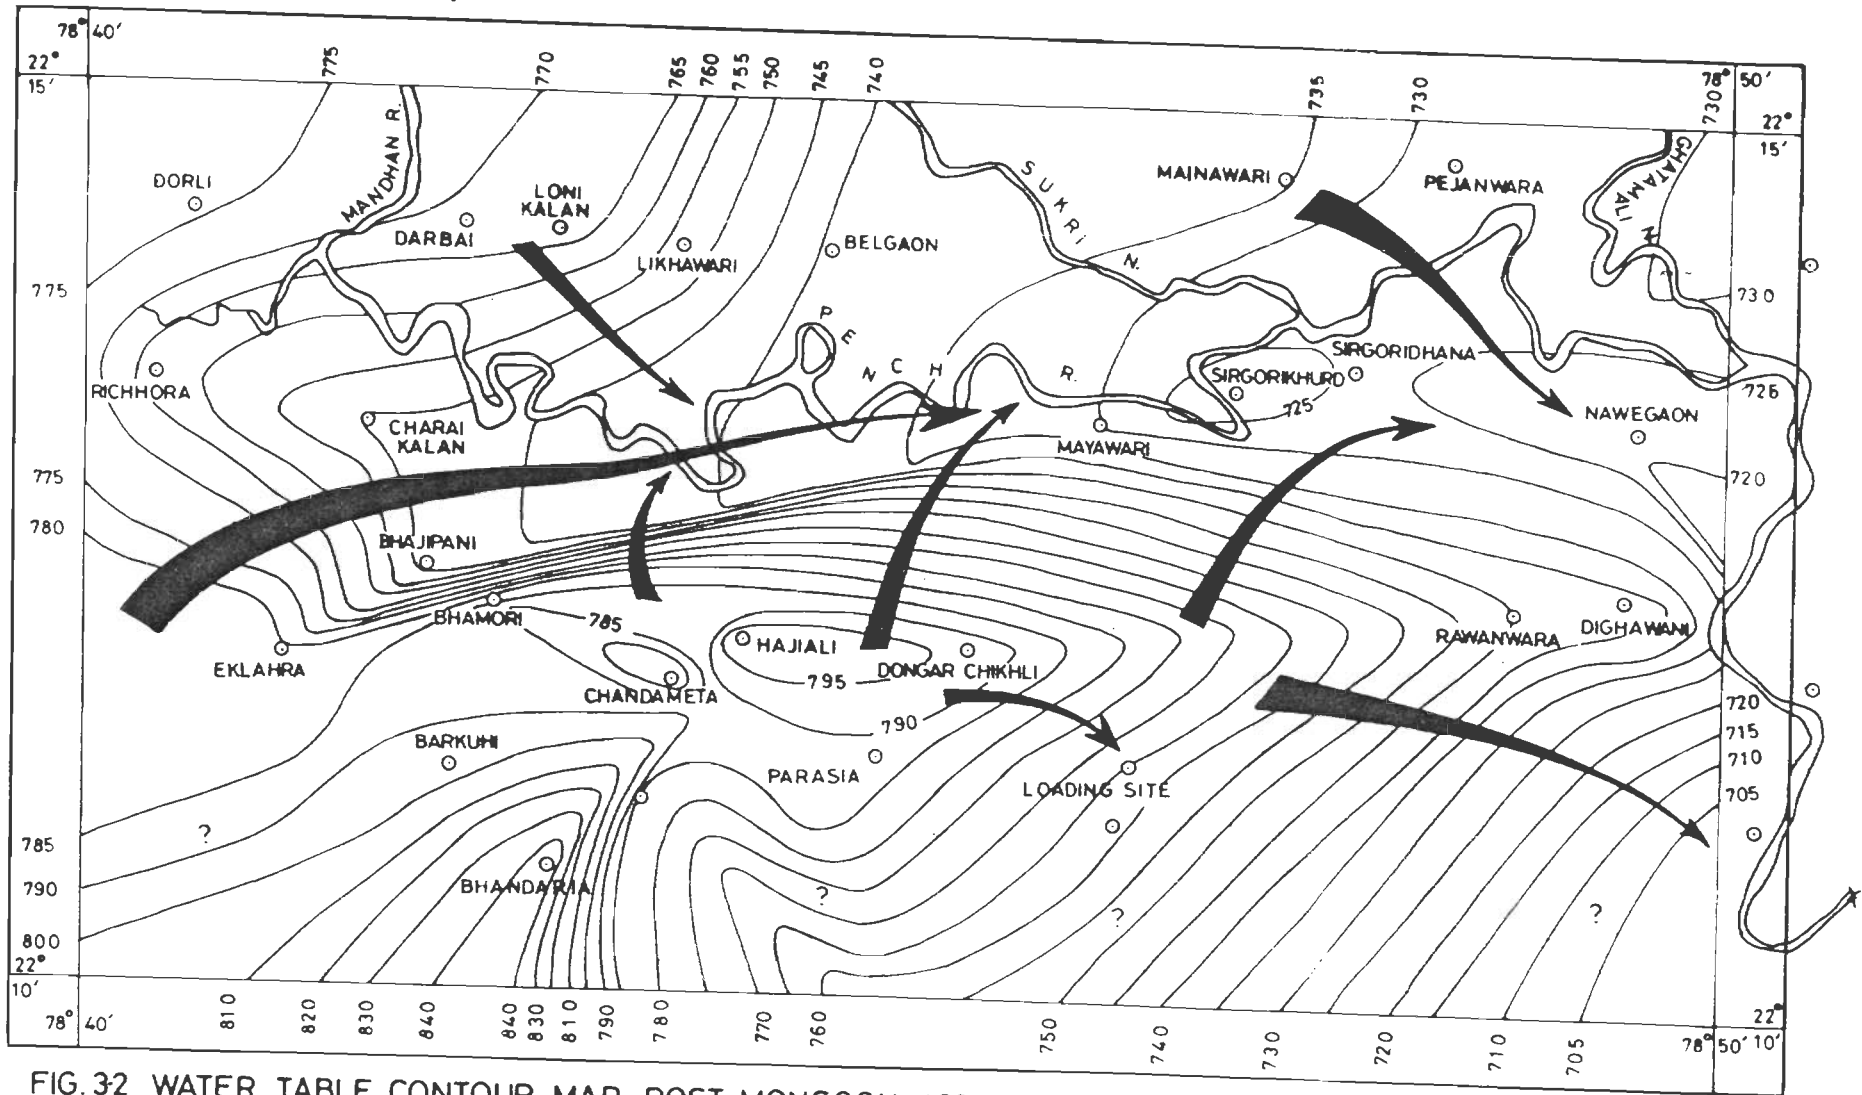 78° 40′
22°
15′
775
770
765
760
755
750
745
740
735
730
730
78° 50′
22°
15′
MANDHAN R.
DORLI
LONI
KALAN
DARBAI
LIKHAWARI
BELGAON
SUKRI N.
MAINAWARI
PEJANWARA
GHATAMALI N.
775
730
PENCH R.
RICHHORA
CHARAI
KALAN
SIRGORIDHANA
SIRGORIKHURD
725
726
NAWEGAON
MAYAWARI
775
720
780
BHAJIPANI
BHAMORI
785
EKLAHRA
HAJIALI
DONGAR CHIKHLI
795
CHANDAMETA
790
RAWANWARA
DIGHAWANI
720
715
710
705
BARKUHI
PARASIA
LOADING SITE
?
785
790
BHANDARIA
?
?
?
800
22°
10′
78° 40′
810
820
830
840
840
830
810
790
780
770
760
750
740
730
720
710
705
22°
78° 50′ 10′
FIG. 3·2 WATER TABLE CONTOUR MAP